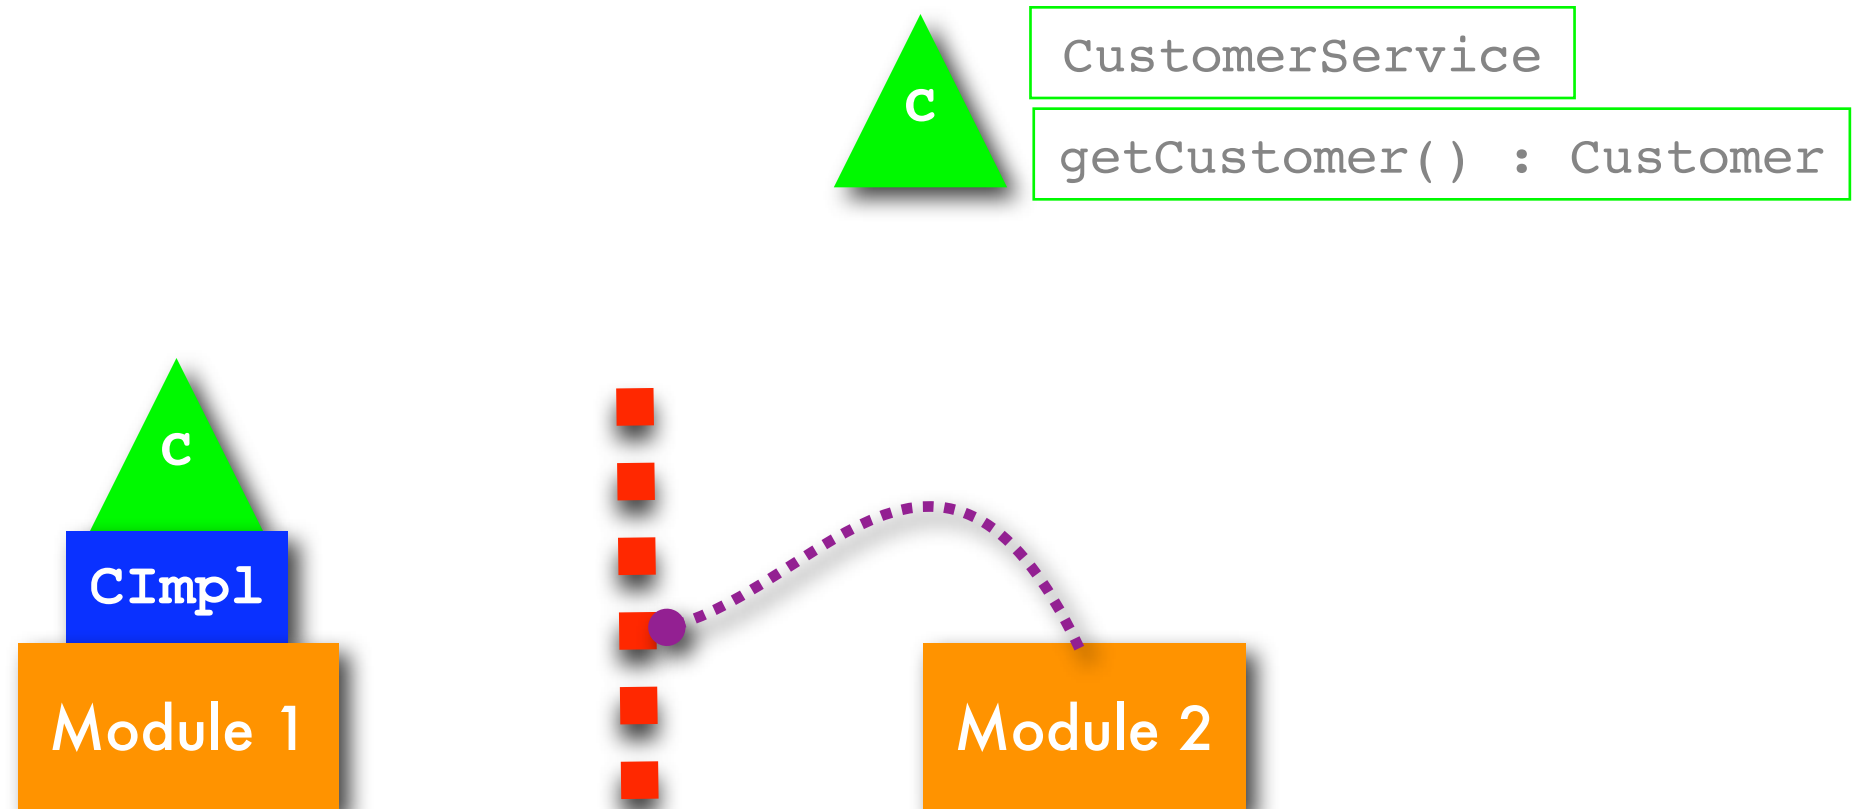 C
CustomerService
getCustomer() : Customer
C
CImpl
Module 1
Module 2